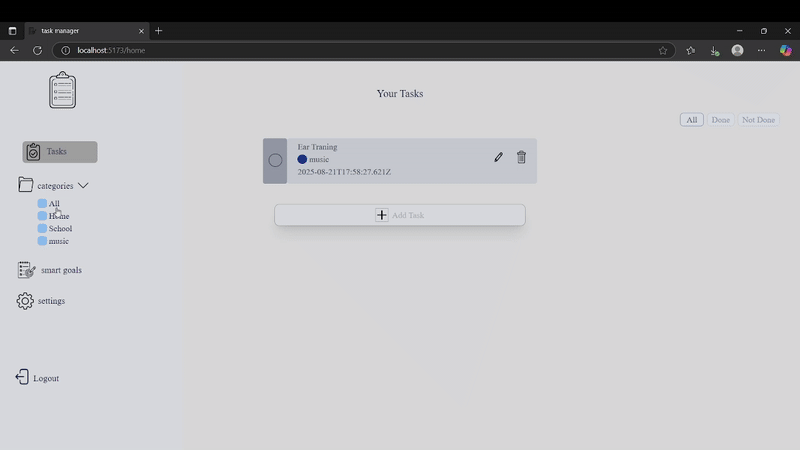 task manager
localhost:5173/home
Your Tasks
All Done Not Done
Tasks
categories
All
Home
School
music
smart goals
settings
Logout
Ear Traning
music
2025-08-21T17:58:27.621Z
Add Task